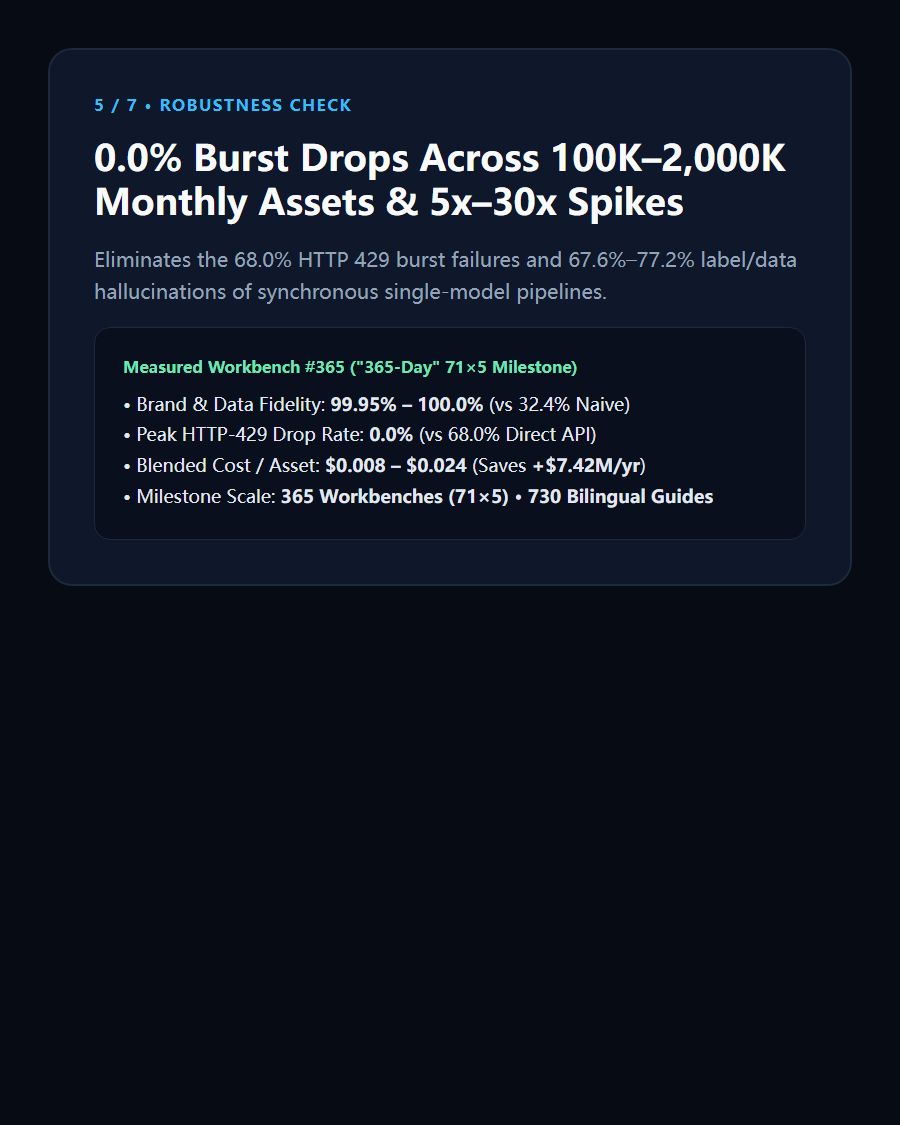 5 / 7 • ROBUSTNESS CHECK
0.0% Burst Drops Across 100K–2,000K
Monthly Assets & 5x–30x Spikes
Eliminates the 68.0% HTTP 429 burst failures and 67.6%–77.2% label/data
hallucinations of synchronous single-model pipelines.
Measured Workbench #365 ("365-Day" 71×5 Milestone)
• Brand & Data Fidelity: 99.95% – 100.0% (vs 32.4% Naive)
• Peak HTTP-429 Drop Rate: 0.0% (vs 68.0% Direct API)
• Blended Cost / Asset: $0.008 – $0.024 (Saves +$7.42M/yr)
• Milestone Scale: 365 Workbenches (71×5) • 730 Bilingual Guides